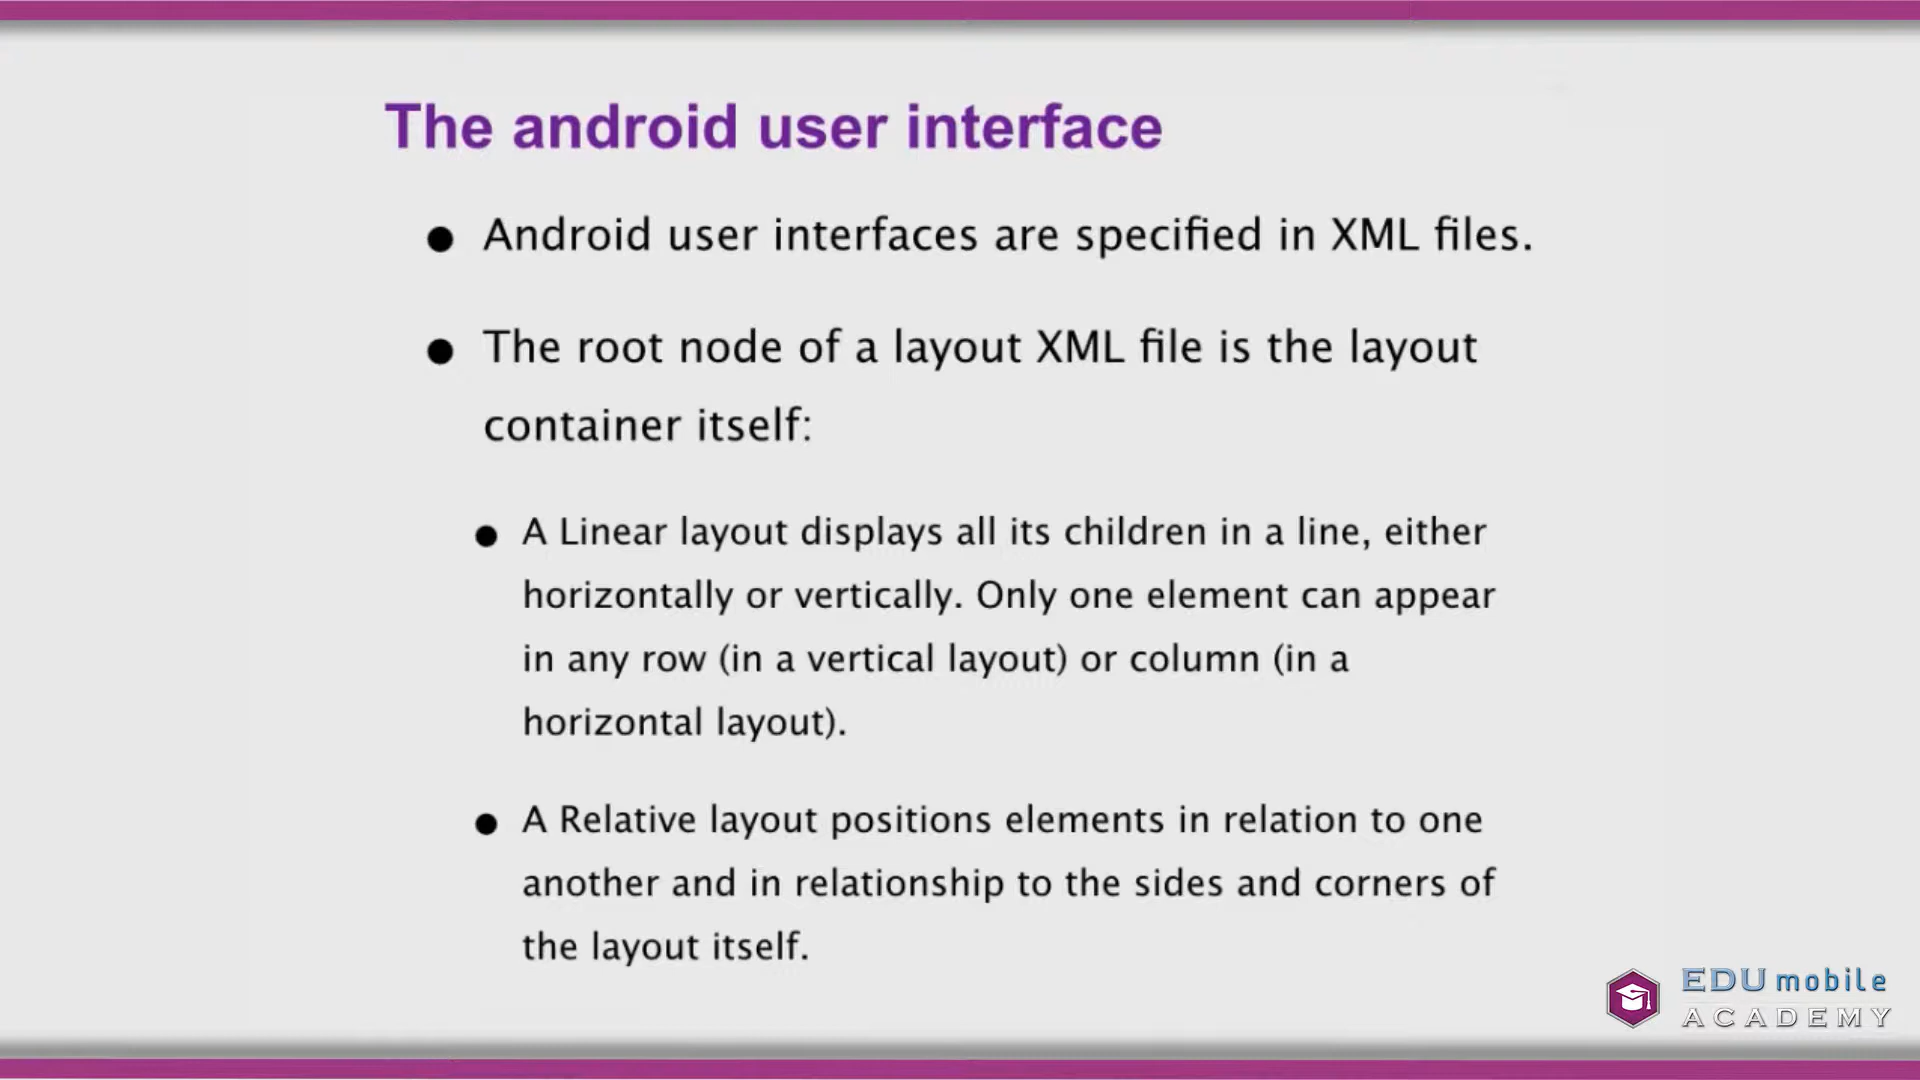 The android user interface
● Android user interfaces are specified in XML files.
● The root node of a layout XML file is the layout
container itself:
● A Linear layout displays all its children in a line, either
horizontally or vertically. Only one element can appear
in any row (in a vertical layout) or column (in a
horizontal layout).
● A Relative layout positions elements in relation to one
another and in relationship to the sides and corners of
the layout itself.
EDU mobile
ACADEMY